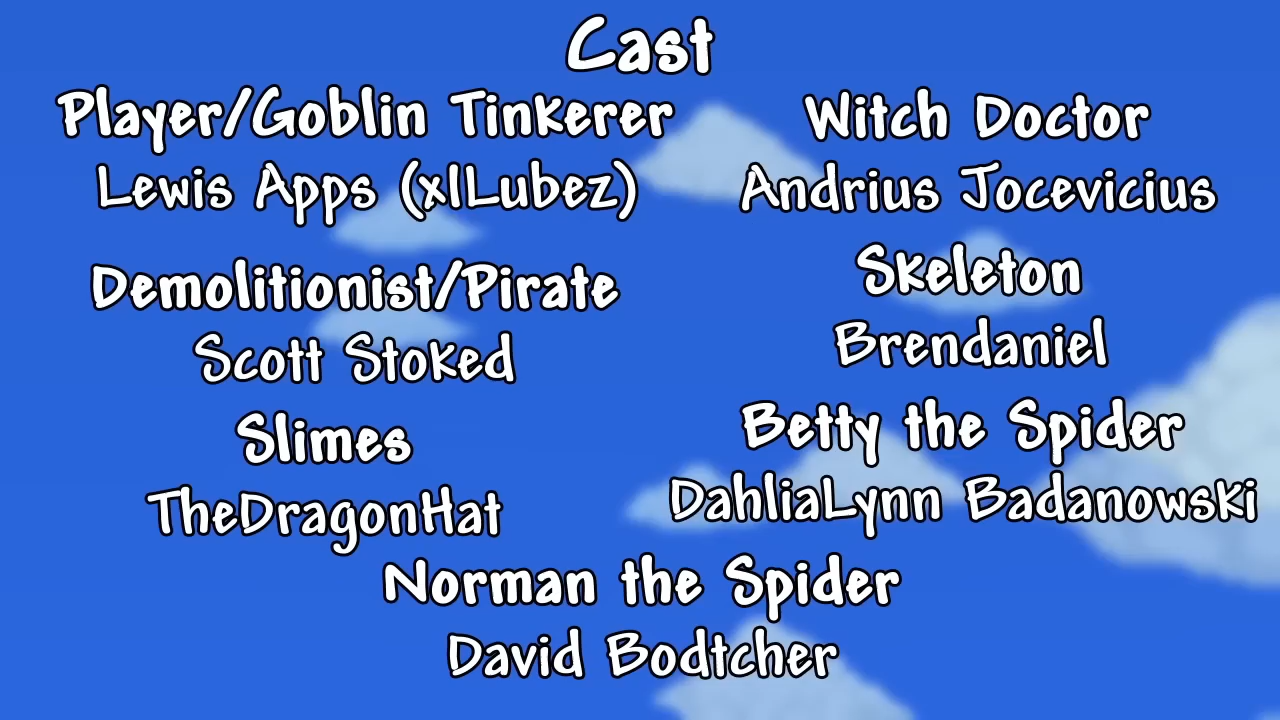 Cast
Player/Goblin Tinkerer
Lewis Apps (xlLubez)
Demolitionist/Pirate
Scott Stoked
Slimes
TheDragonHat
Witch Doctor
Andrius Jocevicius
Skeleton
Brendaniel
Betty the Spider
DahliaLynn Badanowski
Norman the Spider
David Bodtcher